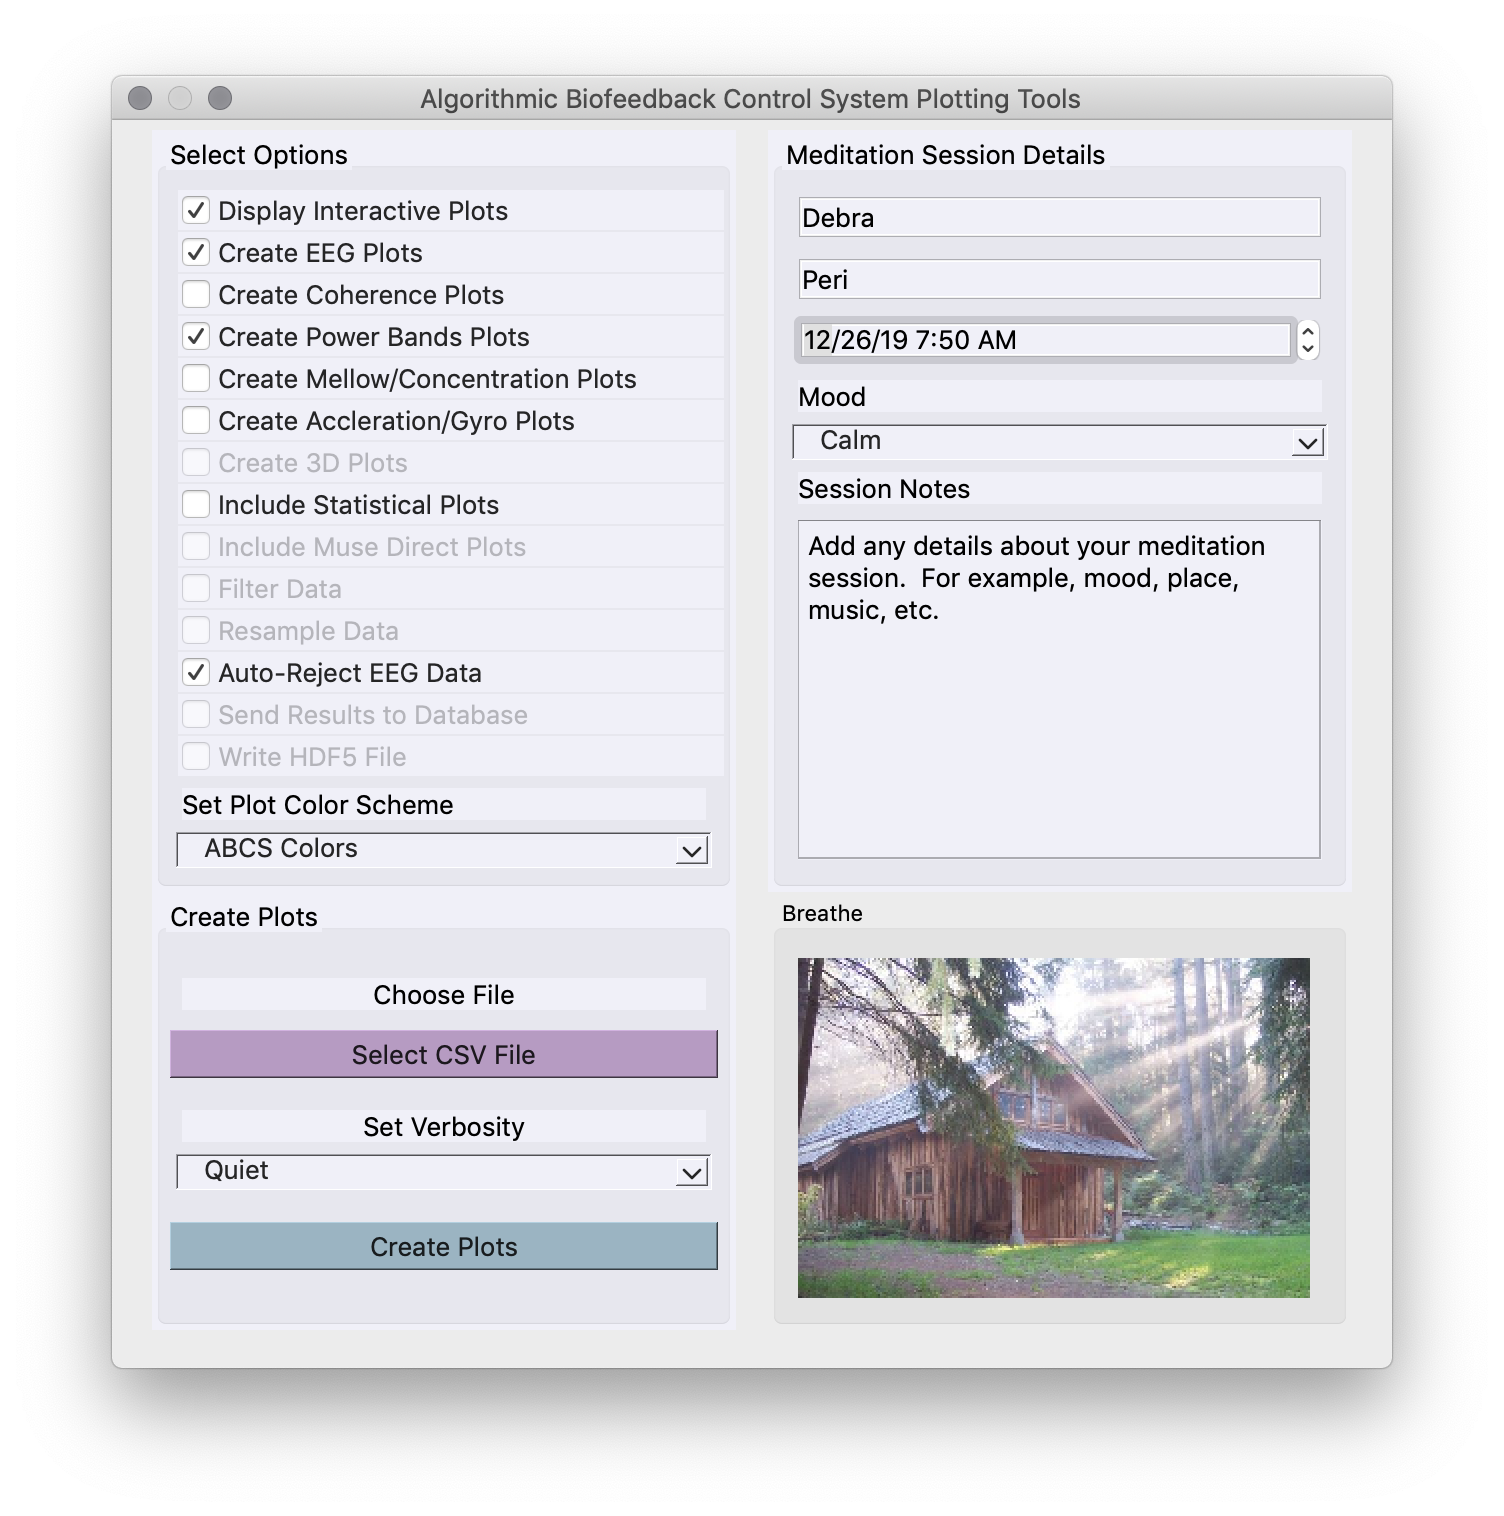 Algorithmic Biofeedback Control System Plotting Tools
Select Options
Display Interactive Plots
Create EEG Plots
Create Coherence Plots
Create Power Bands Plots
Create Mellow/Concentration Plots
Create Accleration/Gyro Plots
Create 3D Plots
Include Statistical Plots
Include Muse Direct Plots
Filter Data
Resample Data
Auto-Reject EEG Data
Send Results to Database
Write HDF5 File
Set Plot Color Scheme
ABCS Colors
Create Plots
Choose File
Select CSV File
Set Verbosity
Quiet
Create Plots
Meditation Session Details
Debra
Peri
12/26/19 7:50 AM
Mood
Calm
Session Notes
Add any details about your meditation
session.  For example, mood, place,
music, etc.
Breathe